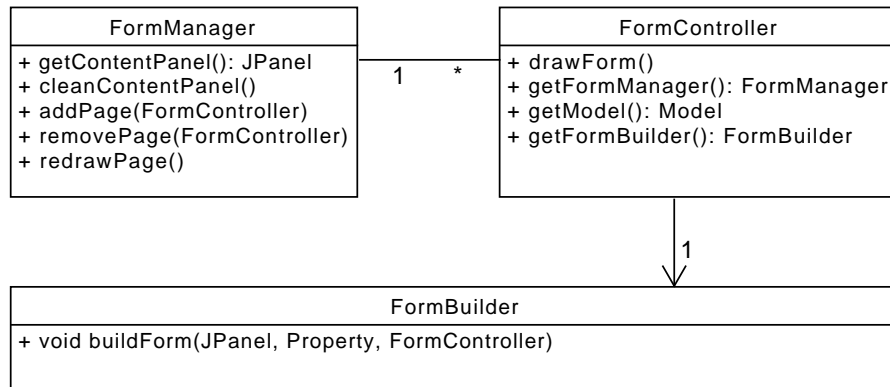 FormManager
+ getContentPanel(): JPanel
+ cleanContentPanel()
+ addPage(FormController)
+ removePage(FormController)
+ redrawPage()
1 *
FormController
+ drawForm()
+ getFormManager(): FormManager
+ getModel(): Model
+ getFormBuilder(): FormBuilder
1
FormBuilder
+ void buildForm(JPanel, Property, FormController)